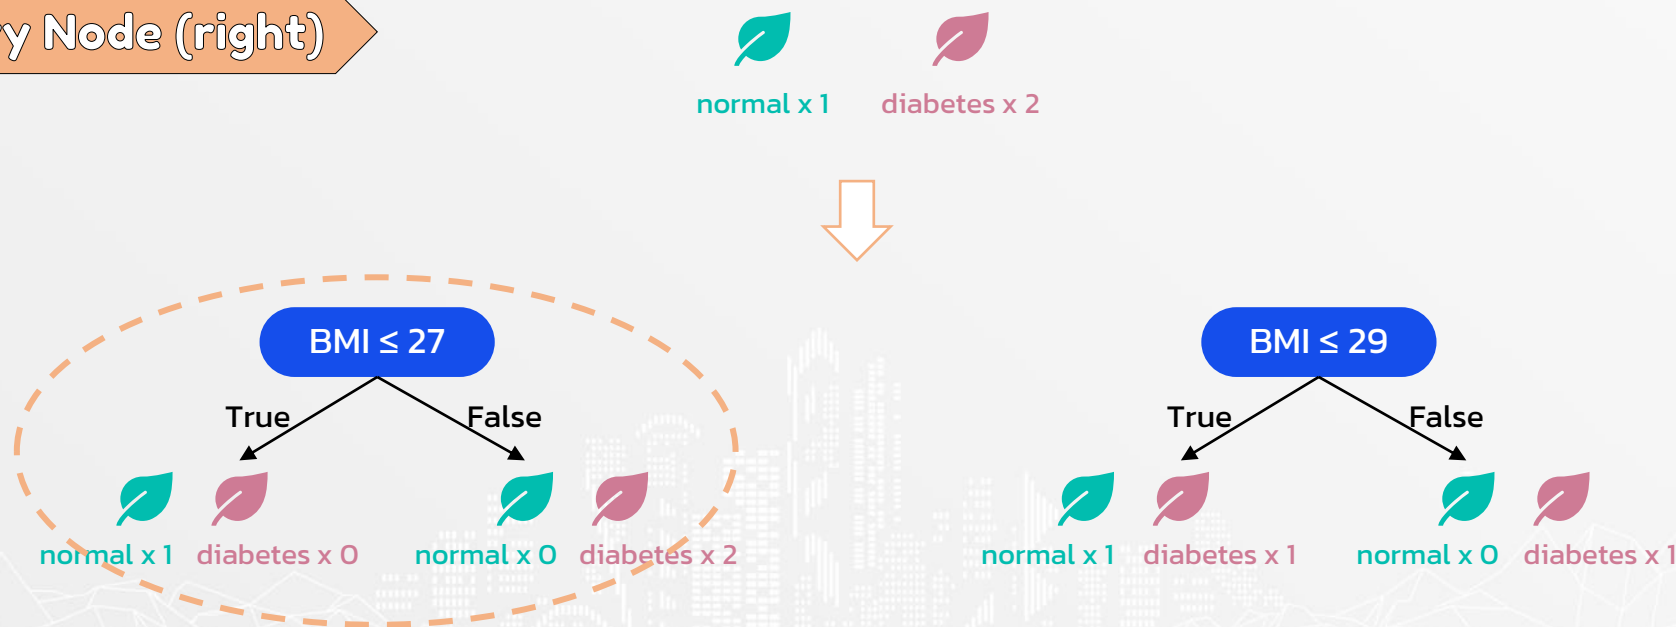 y Node (right)
normal x 1 diabetes x 2
BMI ≤ 27
True False
normal x 1 diabetes x 0 normal x 0 diabetes x 2
BMI ≤ 29
True False
normal x 1 diabetes x 1 normal x 0 diabetes x 1